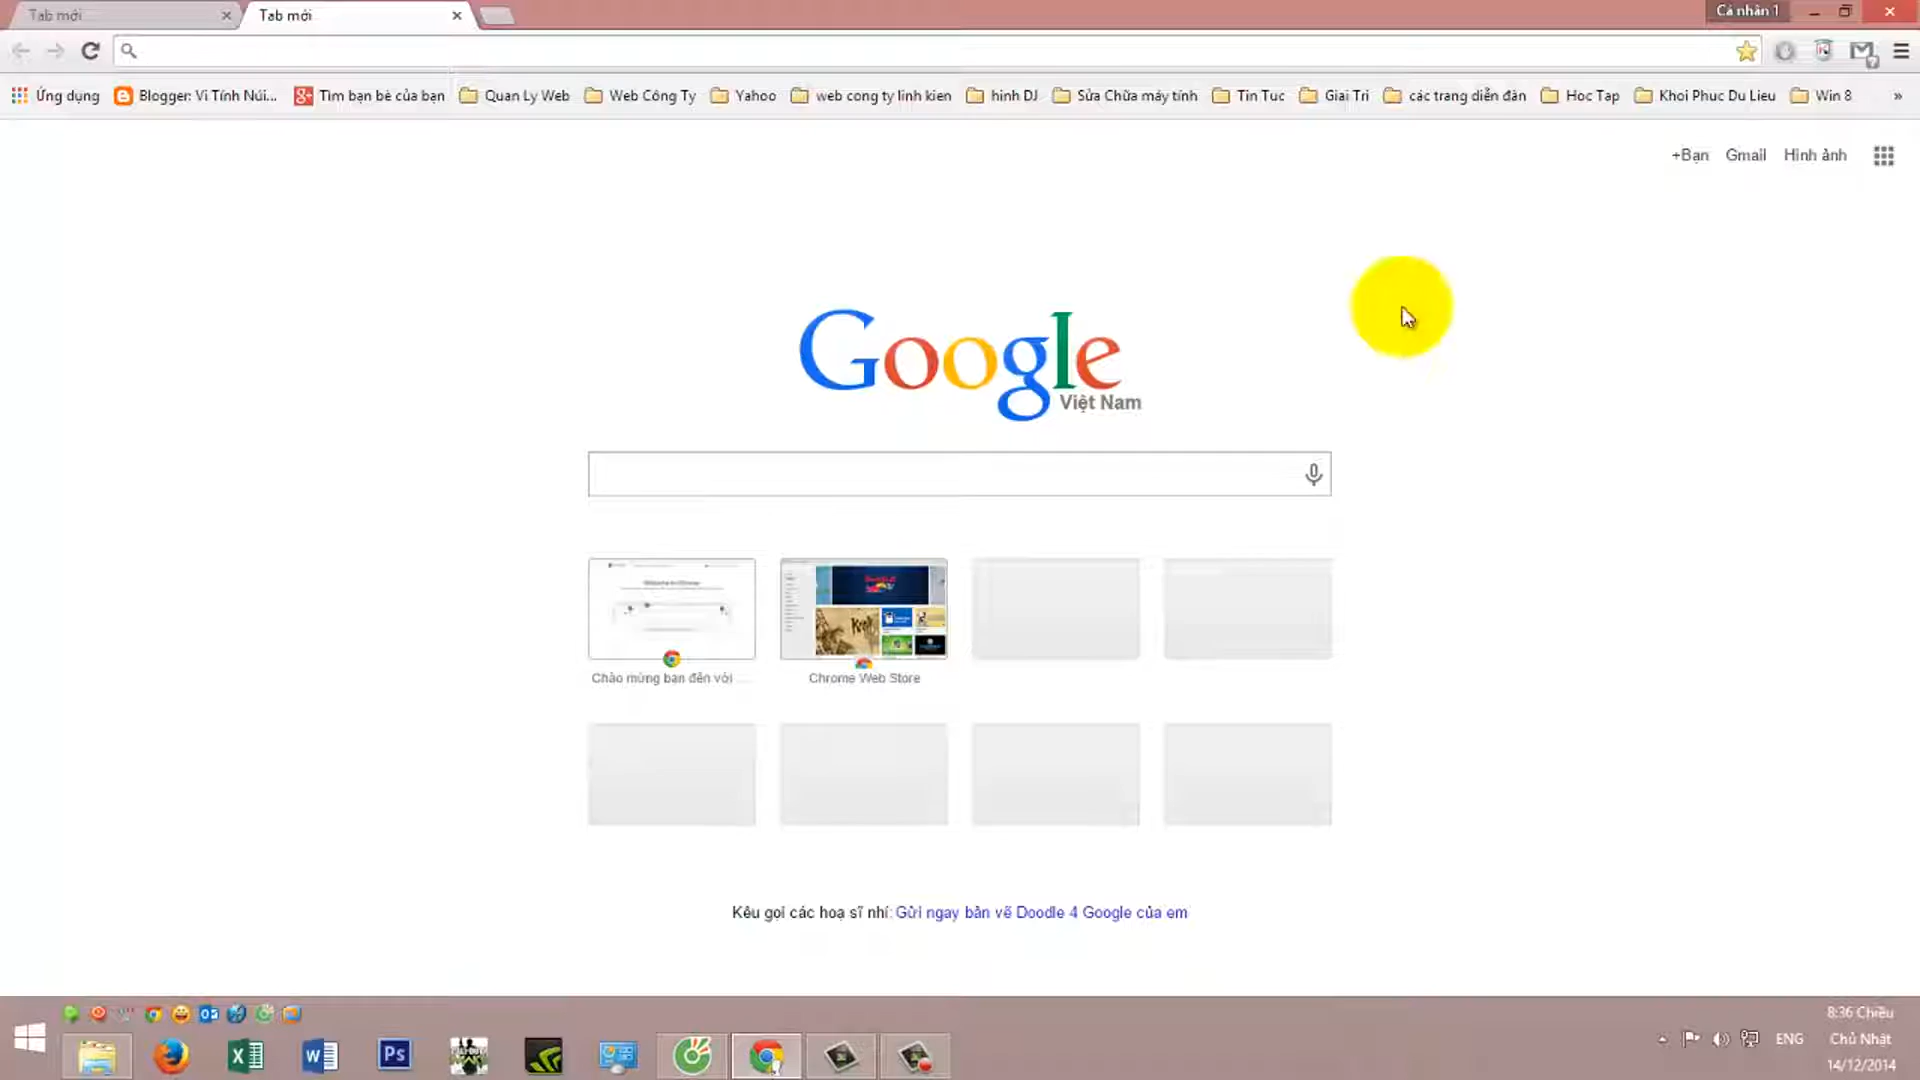 Tab mới
Tab mới
Cá nhân 1
Ứng dụng
Blogger: Vi Tính Núi...
Tìm bạn bè của bạn
Quan Ly Web
Web Công Ty
Yahoo
web cong ty linh kien
hinh DJ
Sửa Chữa máy tính
Tin Tuc
Giai Tri
các trang diễn đàn
Hoc Tap
Khoi Phuc Du Lieu
Win 8
»
+Bạn Gmail Hình ảnh
Google
Việt Nam
Chào mừng bạn đến với ...
Chrome Web Store
Kêu gọi các hoạ sĩ nhí: Gửi ngay bản vẽ Doodle 4 Google của em
8:36 Chiều
ENG
Chủ Nhật
14/12/2014
Ps